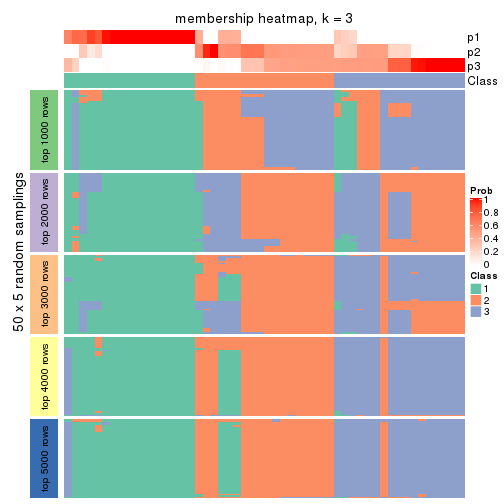 membership heatmap, k = 3
p1
p2
p3
Class
50 x 5 random samplings
top 1000 rows
top 2000 rows
top 3000 rows
top 4000 rows
top 5000 rows
Prob
1
0.8
0.6
0.4
0.2
0
Class
1
2
3